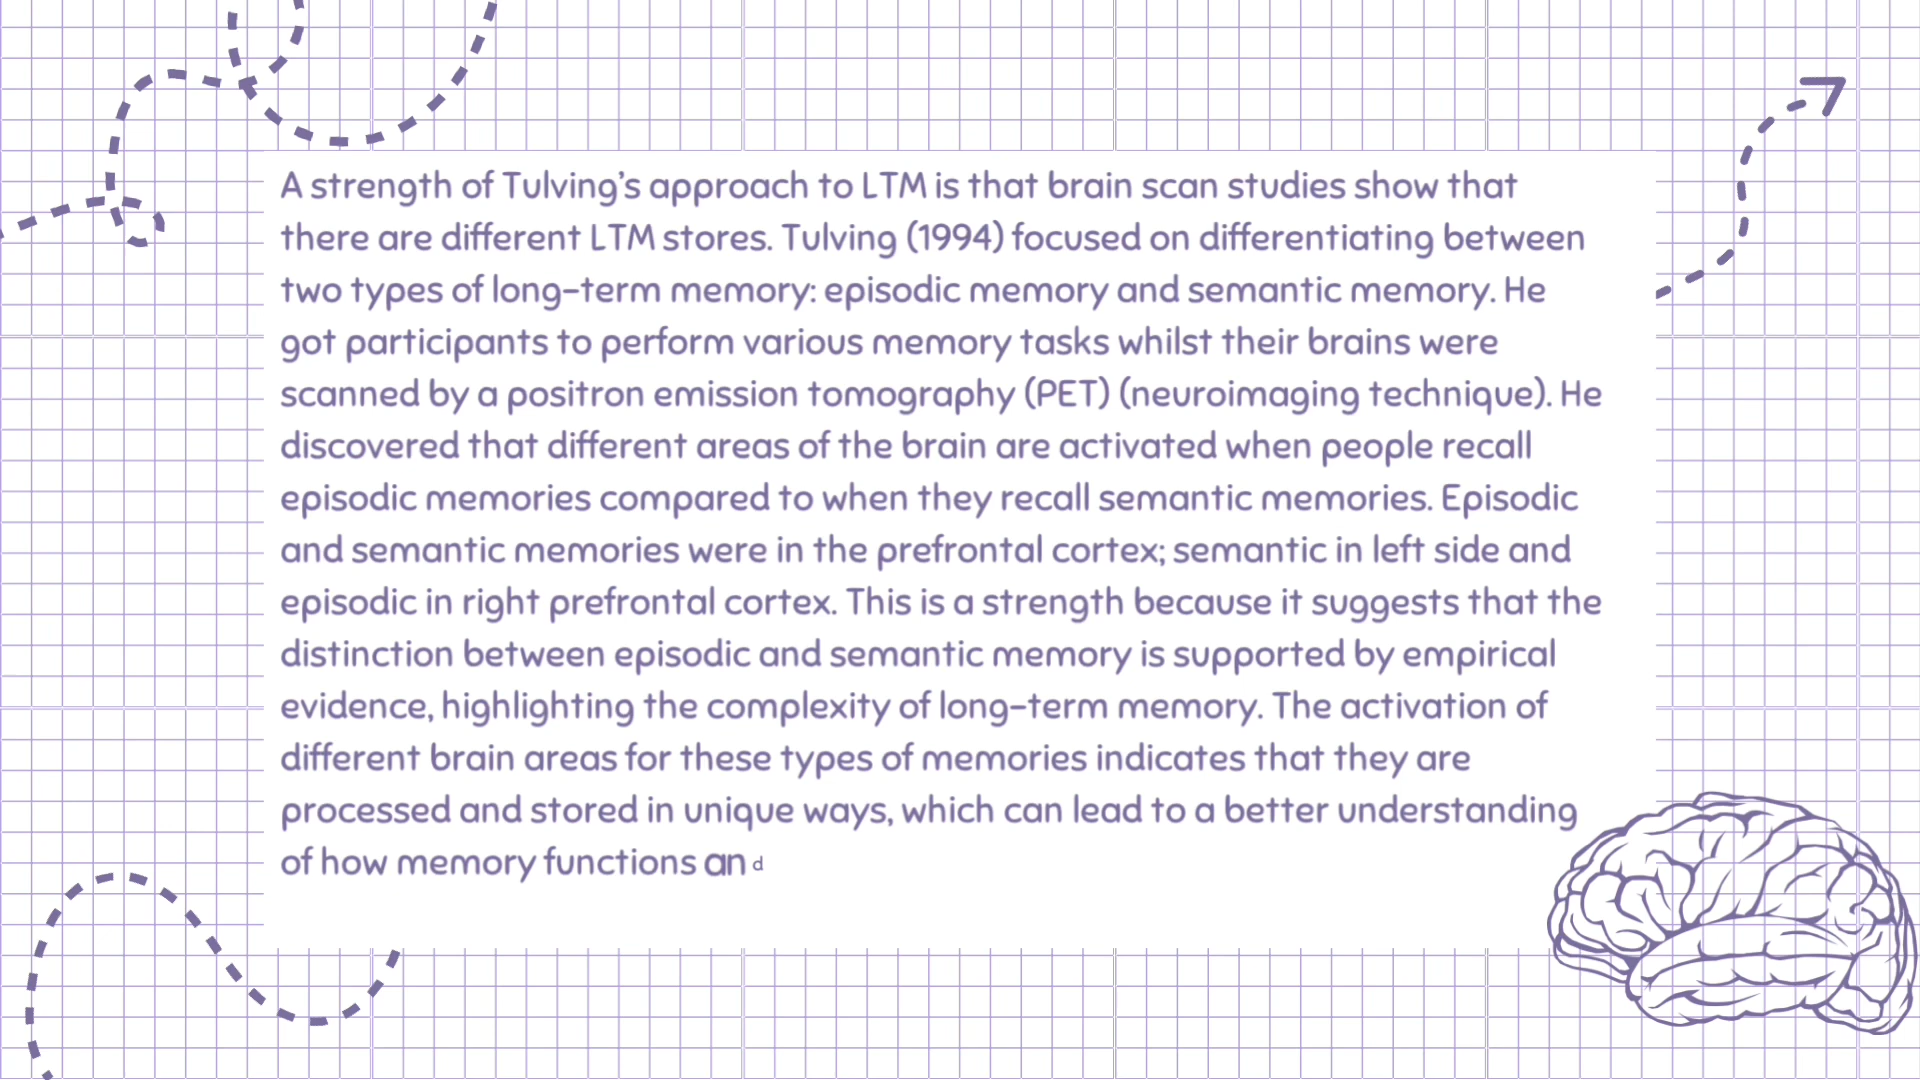 A strength of Tulving’s approach to LTM is that brain scan studies show that
there are different LTM stores. Tulving (1994) focused on differentiating between
two types of long-term memory: episodic memory and semantic memory. He
got participants to perform various memory tasks whilst their brains were
scanned by a positron emission tomography (PET) (neuroimaging technique). He
discovered that different areas of the brain are activated when people recall
episodic memories compared to when they recall semantic memories. Episodic
and semantic memories were in the prefrontal cortex; semantic in left side and
episodic in right prefrontal cortex. This is a strength because it suggests that the
distinction between episodic and semantic memory is supported by empirical
evidence, highlighting the complexity of long-term memory. The activation of
different brain areas for these types of memories indicates that they are
processed and stored in unique ways, which can lead to a better understanding
of how memory functions and